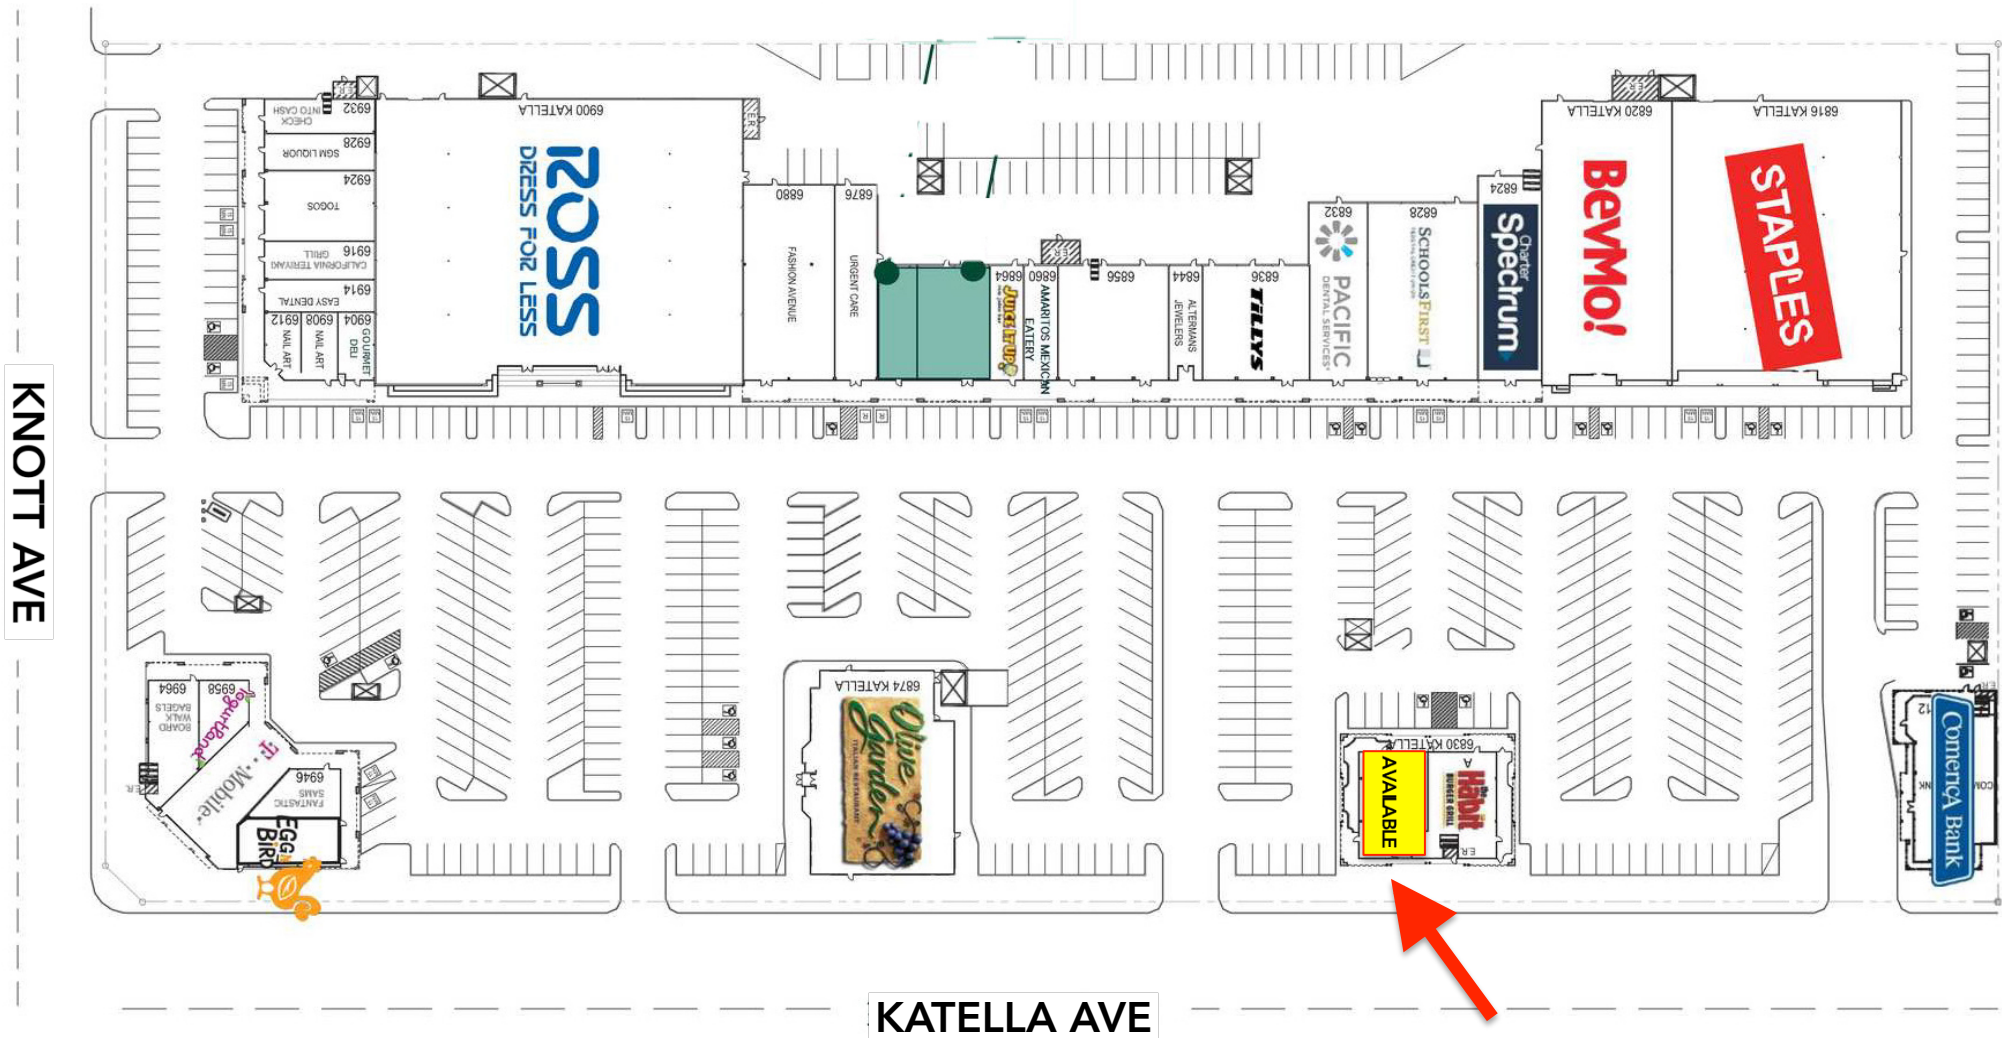 6932
CHECK
INTO CASH
E.R.
6928
SGM LIQUOR
6924
TOGOS
6916
CALIFORNIA TERIYAKI
GRILL
6914
EASY DENTAL
6912
NAIL ART
6908
NAIL ART
6904
GOURMET
DELI
6900 KATELLA
ROSS
DRESS FOR LESS
E.R.
6880
FASHION AVENUE
6876
URGENT CARE
6864
JUICE IT UP!
6860
AMARITOS MEXICAN
EATERY
E.R.
6856
6844
ALTERMANS
JEWELERS
6836
TiLLYS
6832
PACIFIC
DENTAL SERVICES
6828
SCHOOLSFIRST
6824
Charter
Spectrum
6820 KATELLA
BevMo!
E.R.
6816 KATELLA
STAPLES
KNOTT AVE
6964
BOARD
WALK
BAGELS
6958
Yogurtland
T··Mobile·
6946
FANTASTIC
SAMS
EGG N
BiRD
E.R.
6874 KATELLA
Olive
Garden
ITALIAN RESTAURANT
6830 KATELLA
A
AVAILABLE
the
Habit
BURGER GRILL
E.R.
E.R.
12
COM
NK
ComericA Bank
KATELLA AVE